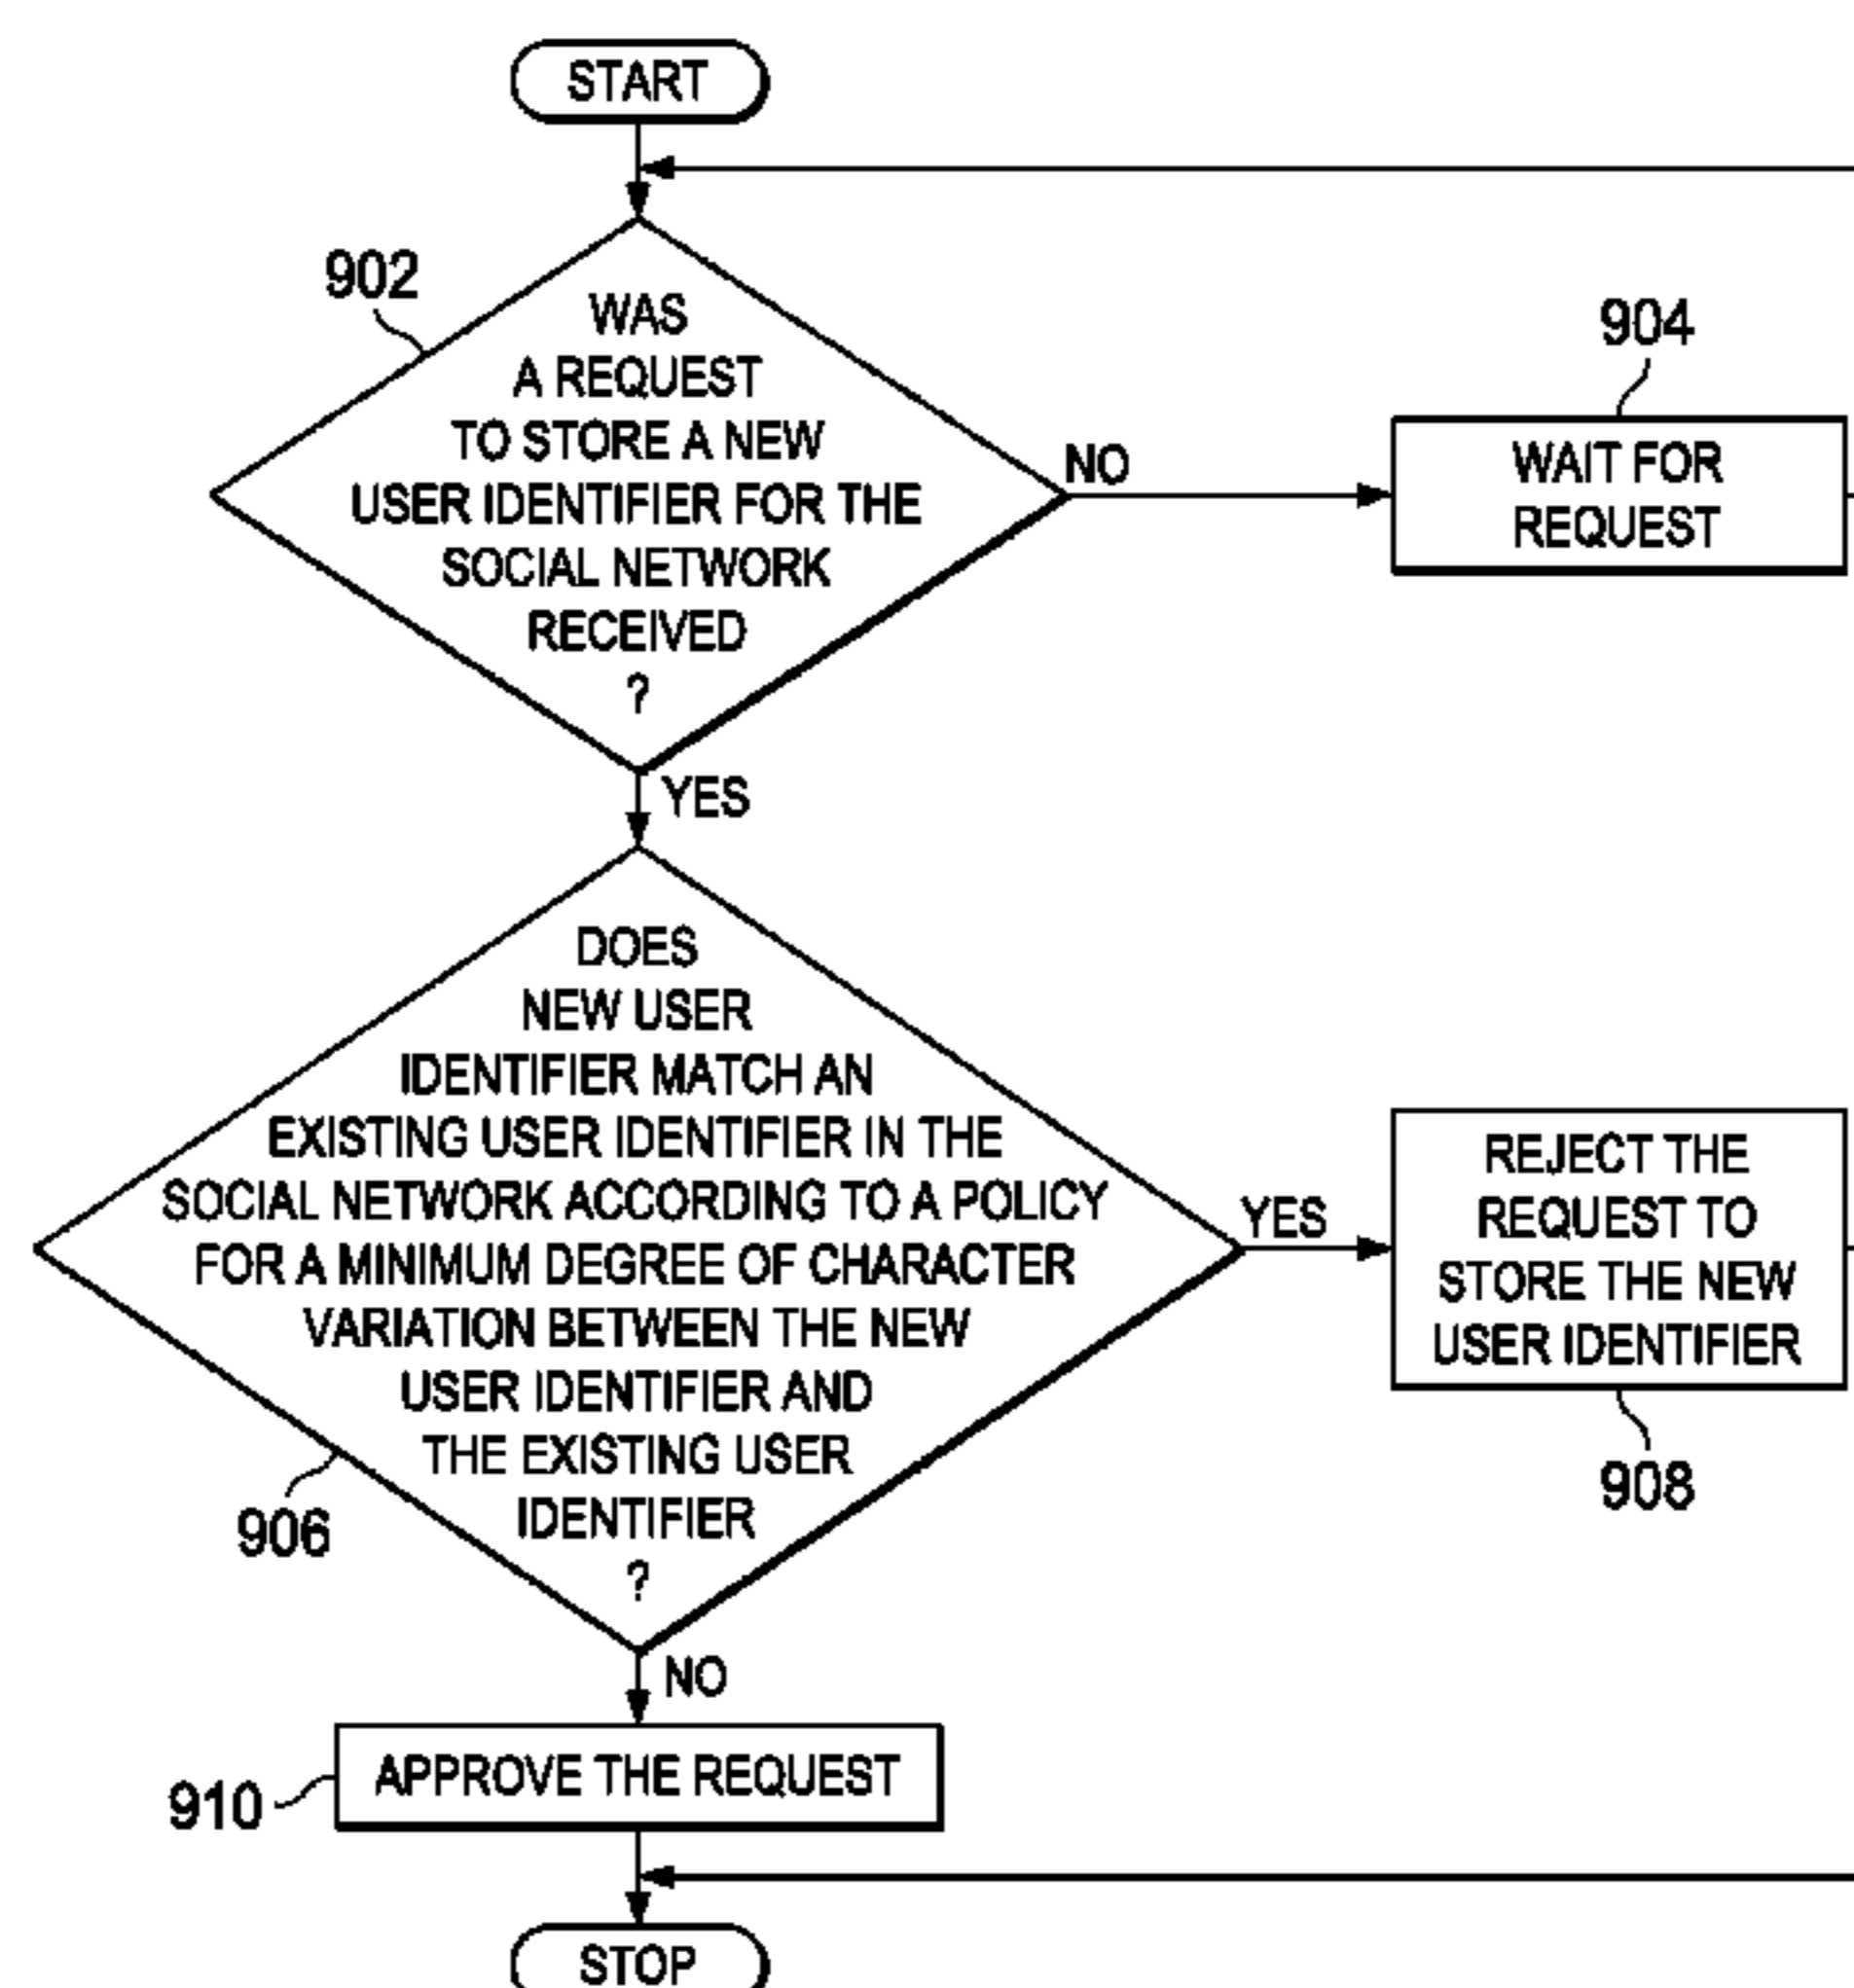 START
902
WAS
A REQUEST
TO STORE A NEW
USER IDENTIFIER FOR THE
SOCIAL NETWORK
RECEIVED
?
NO
904
WAIT FOR
REQUEST
YES
DOES
NEW USER
IDENTIFIER MATCH AN
EXISTING USER IDENTIFIER IN THE
SOCIAL NETWORK ACCORDING TO A POLICY
FOR A MINIMUM DEGREE OF CHARACTER
VARIATION BETWEEN THE NEW
USER IDENTIFIER AND
THE EXISTING USER
IDENTIFIER
?
906
YES
REJECT THE
REQUEST TO
STORE THE NEW
USER IDENTIFIER
908
NO
910
APPROVE THE REQUEST
STOP